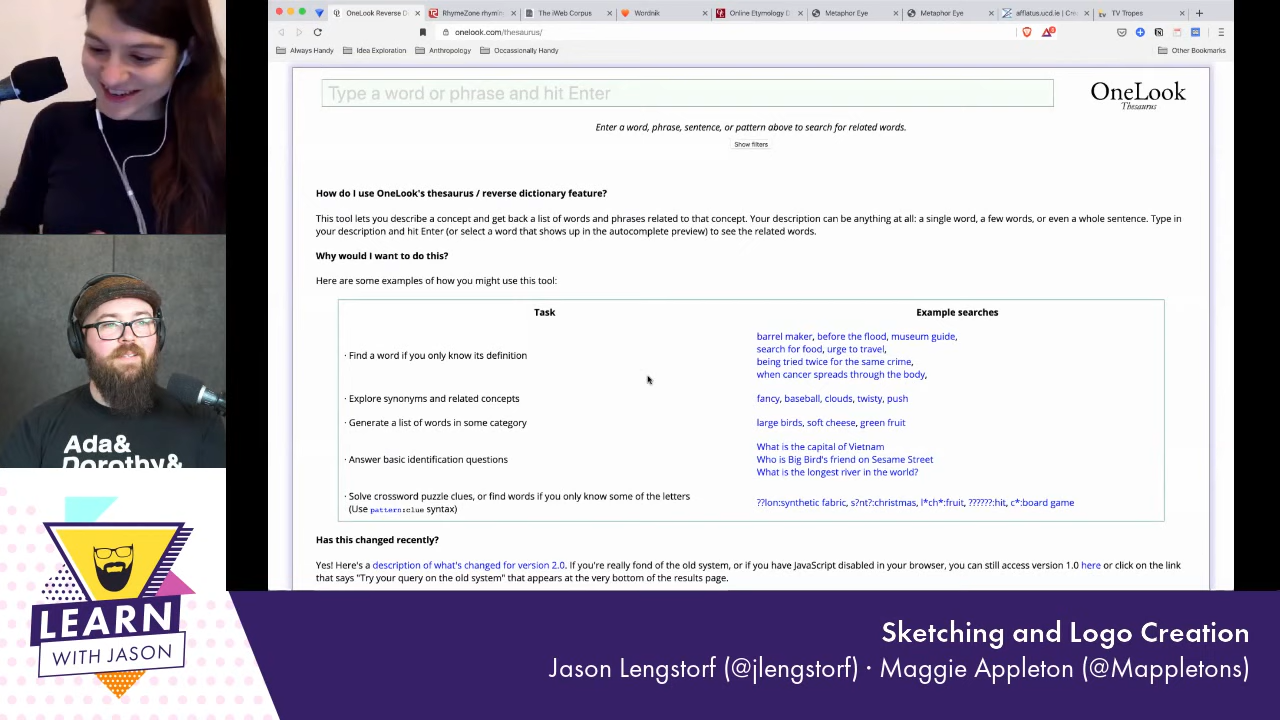 OneLook Reverse D
RhymeZone rhymin
The iWeb Corpus
Wordnik
Online Etymology D
Metaphor Eye
Metaphor Eye
afflatus.ucd.ie | Cre
TV Tropes
onelook.com/thesaurus/
Always Handy
Idea Exploration
Anthropology
Occassionally Handy
Other Bookmarks
Type a word or phrase and hit Enter
OneLook
Thesaurus
Enter a word, phrase, sentence, or pattern above to search for related words.
Show filters
How do I use OneLook's thesaurus / reverse dictionary feature?
This tool lets you describe a concept and get back a list of words and phrases related to that concept. Your description can be anything at all: a single word, a few words, or even a whole sentence. Type in
your description and hit Enter (or select a word that shows up in the autocomplete preview) to see the related words.
Why would I want to do this?
Here are some examples of how you might use this tool:
Task
Example searches
· Find a word if you only know its definition
barrel maker, before the flood, museum guide,
search for food, urge to travel,
being tried twice for the same crime,
when cancer spreads through the body,
· Explore synonyms and related concepts
fancy, baseball, clouds, twisty, push
· Generate a list of words in some category
large birds, soft cheese, green fruit
· Answer basic identification questions
What is the capital of Vietnam
Who is Big Bird's friend on Sesame Street
What is the longest river in the world?
· Solve crossword puzzle clues, or find words if you only know some of the letters
(Use pattern:clue syntax)
??lon:synthetic fabric, s?nt?:christmas, l*ch*:fruit, ??????:hit, c*:board game
Has this changed recently?
Yes! Here's a description of what's changed for version 2.0. If you're really fond of the old system, or if you have JavaScript disabled in your browser, you can still access version 1.0 here or click on the link
that says "Try your query on the old system" that appears at the very bottom of the results page.
Ada&
Dorothy&
LEARN
WITH JASON
Sketching and Logo Creation
Jason Lengstorf (@jlengstorf) · Maggie Appleton (@Mappletons)